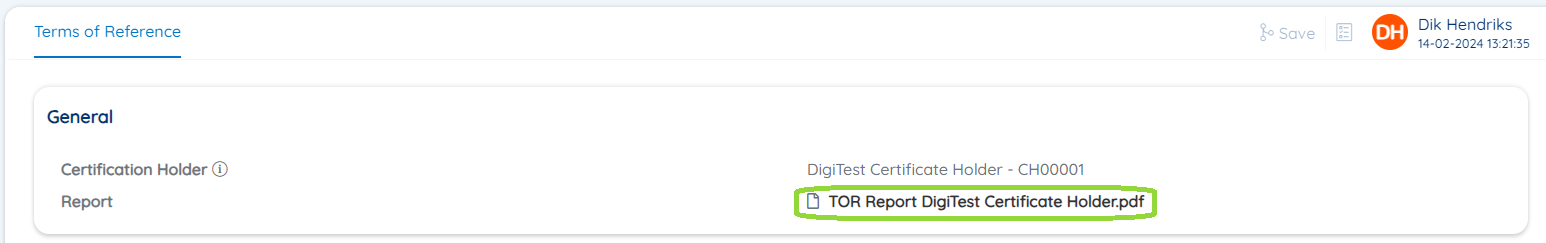 Terms of Reference
Save
DH
Dik Hendriks
14-02-2024 13:21:35
General
Certification Holder
DigiTest Certificate Holder - CH00001
Report
TOR Report DigiTest Certificate Holder.pdf